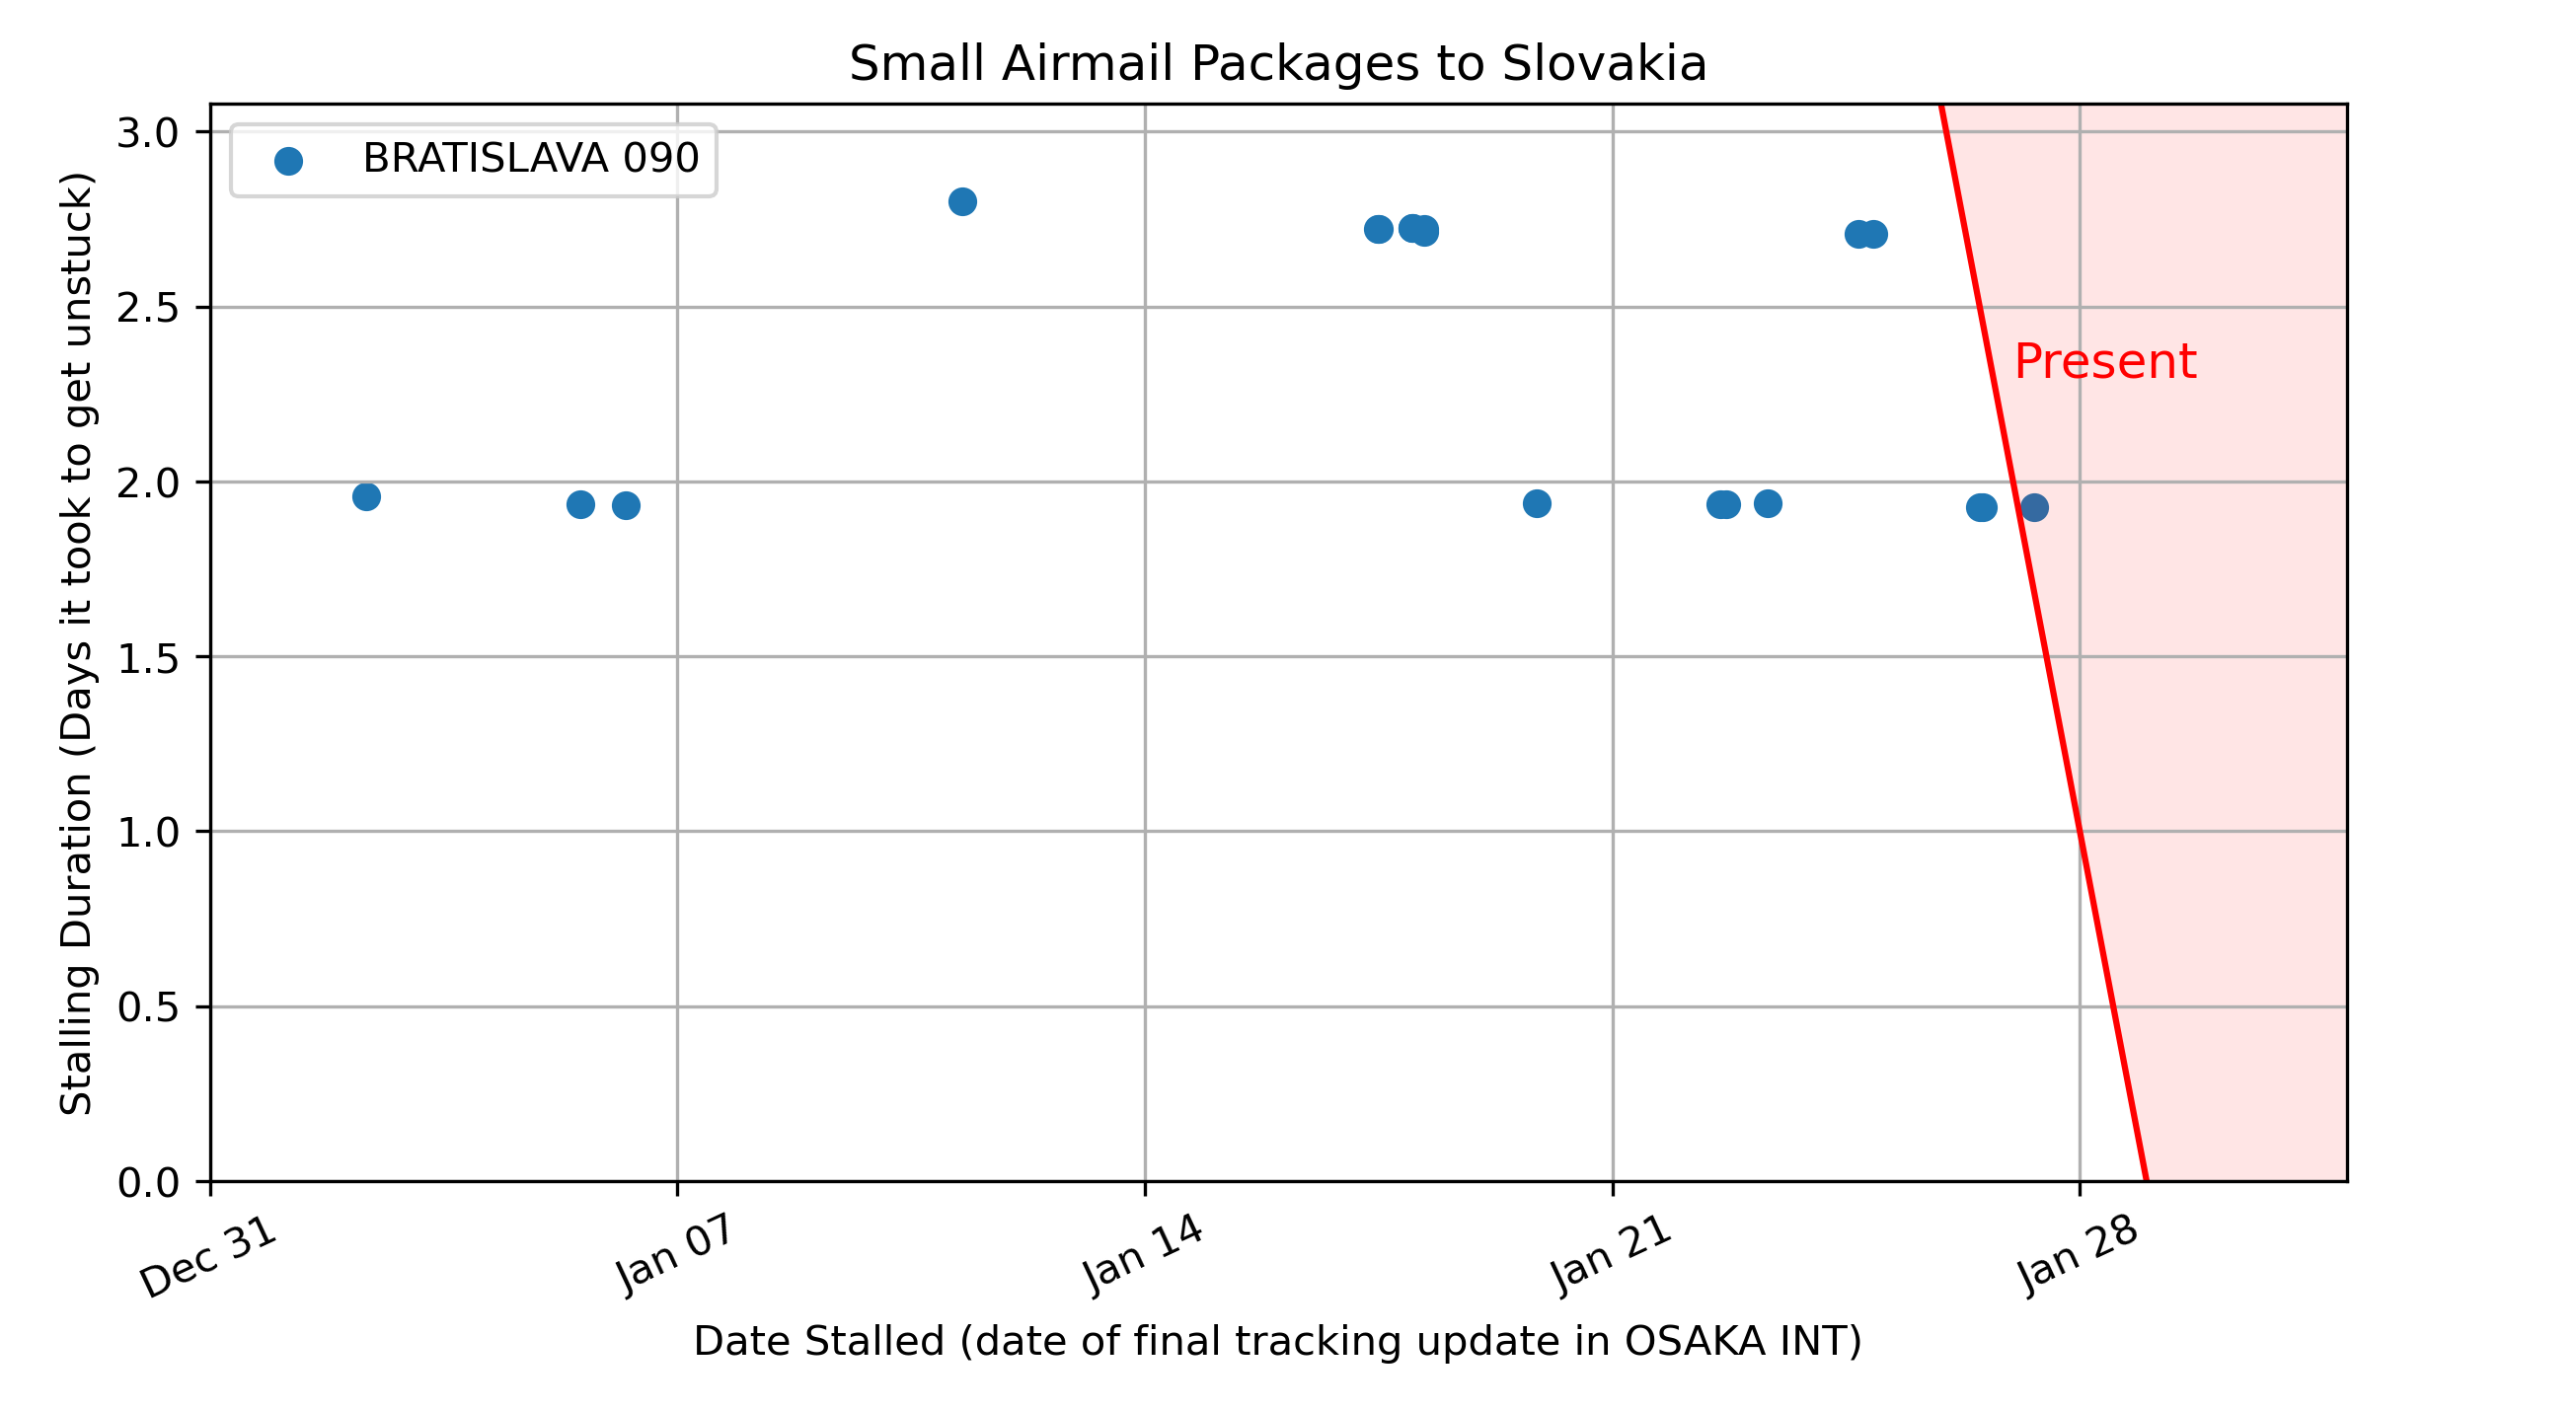 Small Airmail Packages to Slovakia
BRATISLAVA 090
Present
Stalling Duration (Days it took to get unstuck)
3.0
2.5
2.0
1.5
1.0
0.5
0.0
Dec 31
Jan 07
Jan 14
Jan 21
Jan 28
Date Stalled (date of final tracking update in OSAKA INT)